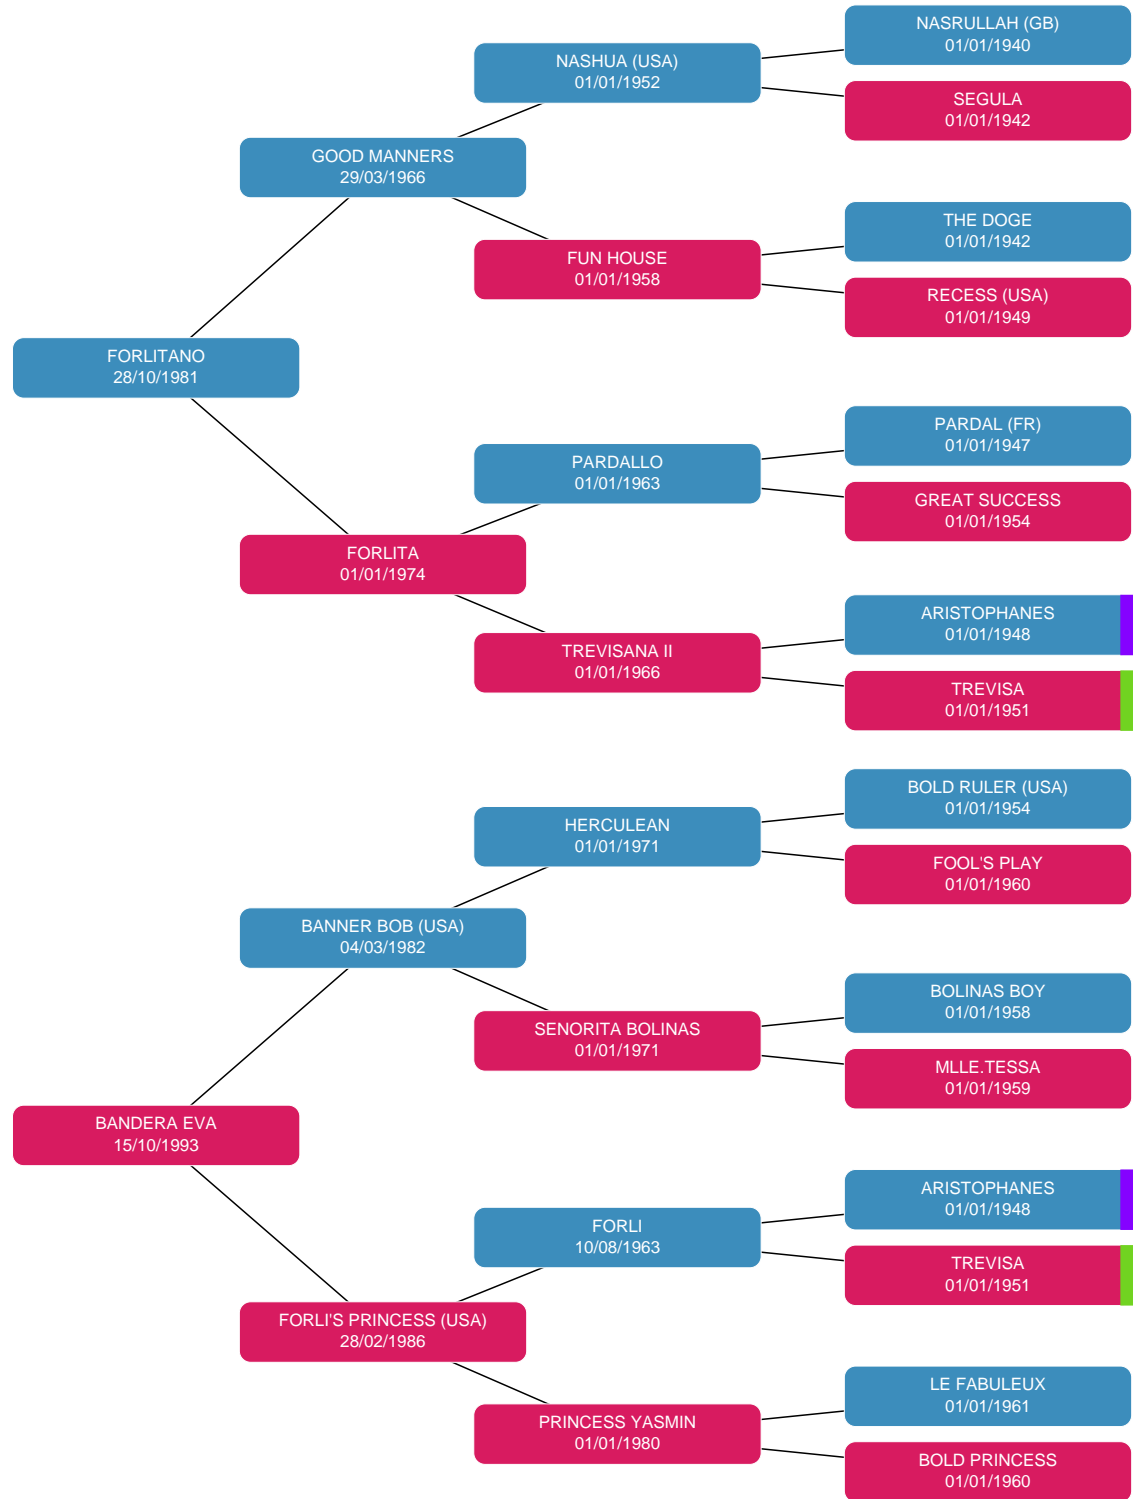 NASRULLAH (GB)
01/01/1940
NASHUA (USA)
01/01/1952
SEGULA
01/01/1942
GOOD MANNERS
29/03/1966
THE DOGE
01/01/1942
FUN HOUSE
01/01/1958
RECESS (USA)
01/01/1949
FORLITANO
28/10/1981
PARDAL (FR)
01/01/1947
PARDALLO
01/01/1963
GREAT SUCCESS
01/01/1954
FORLITA
01/01/1974
ARISTOPHANES
01/01/1948
TREVISANA II
01/01/1966
TREVISA
01/01/1951
BOLD RULER (USA)
01/01/1954
HERCULEAN
01/01/1971
FOOL'S PLAY
01/01/1960
BANNER BOB (USA)
04/03/1982
BOLINAS BOY
01/01/1958
SENORITA BOLINAS
01/01/1971
MLLE.TESSA
01/01/1959
BANDERA EVA
15/10/1993
ARISTOPHANES
01/01/1948
FORLI
10/08/1963
TREVISA
01/01/1951
FORLI'S PRINCESS (USA)
28/02/1986
LE FABULEUX
01/01/1961
PRINCESS YASMIN
01/01/1980
BOLD PRINCESS
01/01/1960